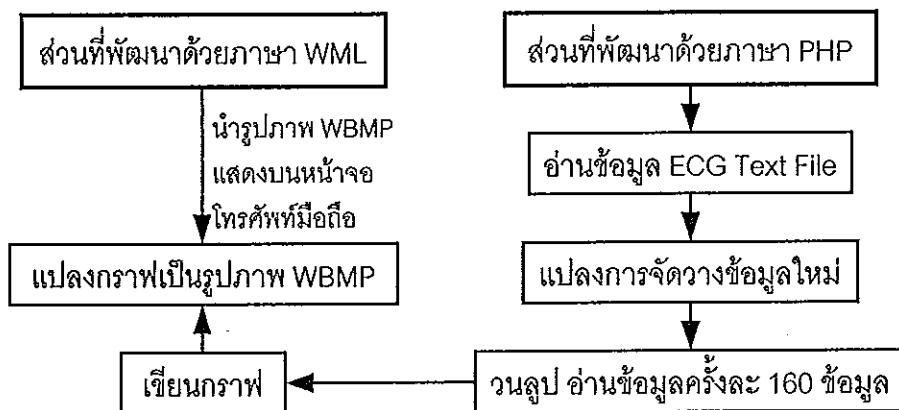 ส่วนที่พัฒนาด้วยภาษา WML
นำรูปภาพ WBMP
แสดงบนหน้าจอ
โทรศัพท์มือถือ
แปลงกราฟเป็นรูปภาพ WBMP
เขียนกราฟ
ส่วนที่พัฒนาด้วยภาษา PHP
อ่านข้อมูล ECG Text File
แปลงการจัดวางข้อมูลใหม่
วนลูป อ่านข้อมูลครั้งละ 160 ข้อมูล